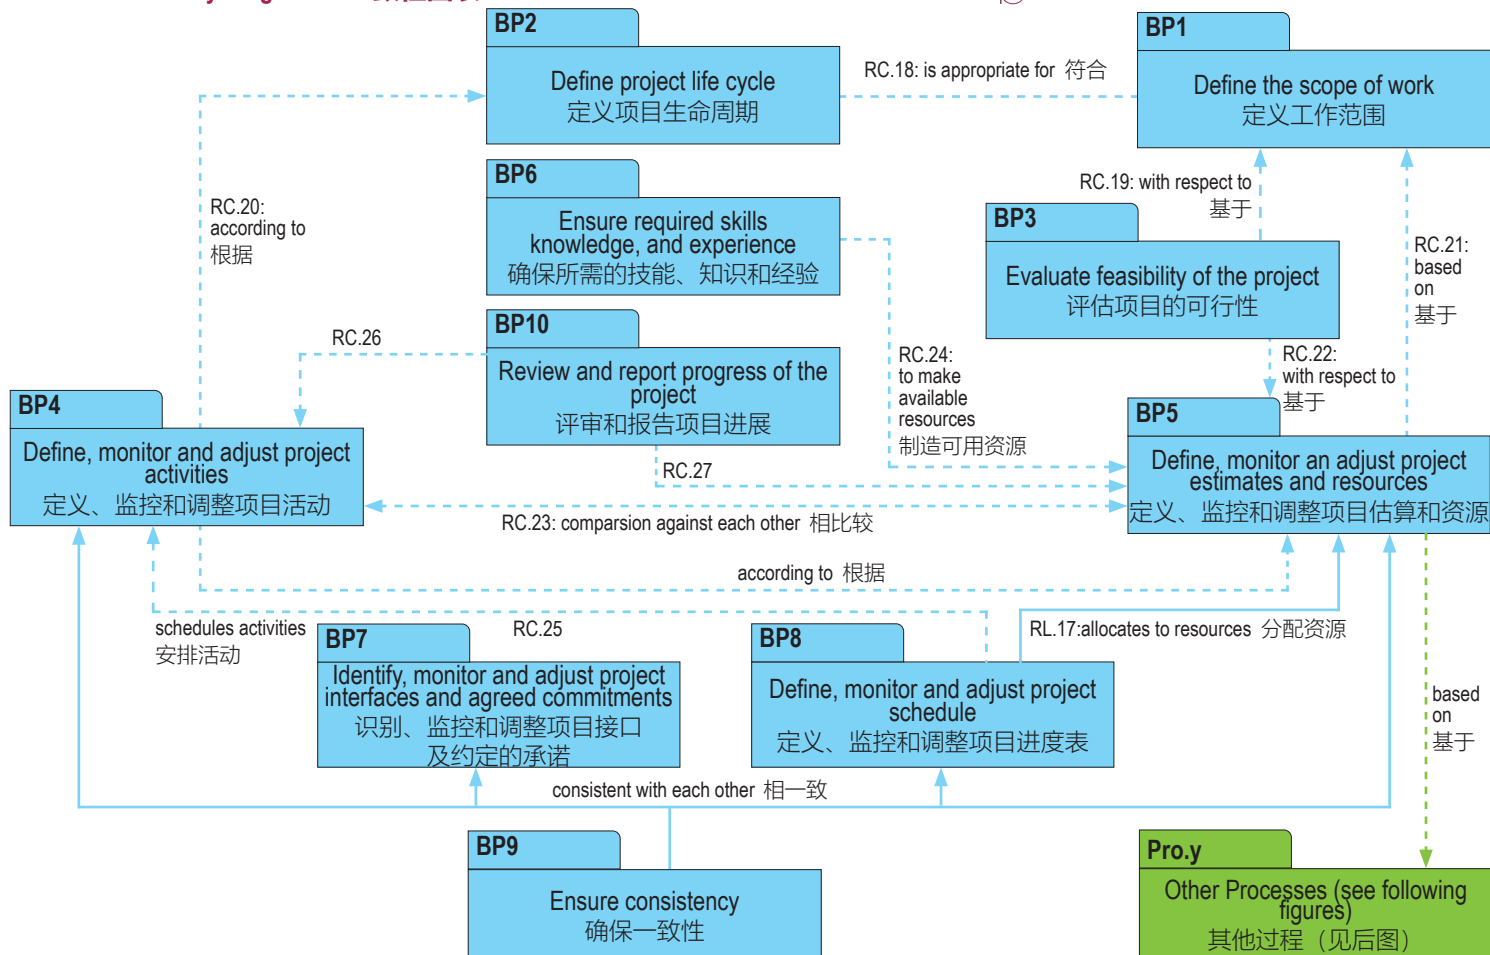 BP2
Define project life cycle
定义项目生命周期
RC.18: is appropriate for 符合
BP1
Define the scope of work
定义工作范围
RC.20:
according to
根据
BP6
Ensure required skills
knowledge, and experience
确保所需的技能、知识和经验
RC.19: with respect to
基于
BP3
Evaluate feasibility of the project
评估项目的可行性
RC.21:
based
on
基于
RC.26
BP10
Review and report progress of the
project
评审和报告项目进展
RC.24:
to make
available
resources
制造可用资源
RC.22:
with respect to
基于
BP4
Define, monitor and adjust project
activities
定义、监控和调整项目活动
RC.27
BP5
Define, monitor an adjust project
estimates and resources
定义、监控和调整项目估算和资源
RC.23: comparsion against each other 相比较
according to 根据
schedules activities
安排活动
RC.25
RL.17:allocates to resources 分配资源
BP7
Identify, monitor and adjust project
interfaces and agreed commitments
识别、监控和调整项目接口
及约定的承诺
BP8
Define, monitor and adjust project
schedule
定义、监控和调整项目进度表
based
on
基于
consistent with each other 相一致
BP9
Ensure consistency
确保一致性
Pro.y
Other Processes (see following
figures)
其他过程（见后图）